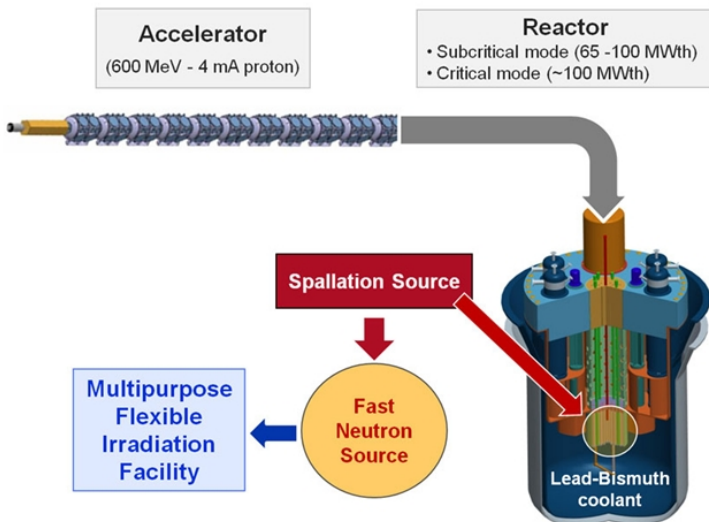 Accelerator
(600 MeV - 4 mA proton)
Reactor
• Subcritical mode (65 -100 MWth)
• Critical mode (~100 MWth)
Spallation Source
Multipurpose
Flexible
Irradiation
Facility
Fast
Neutron
Source
Lead-Bismuth
coolant